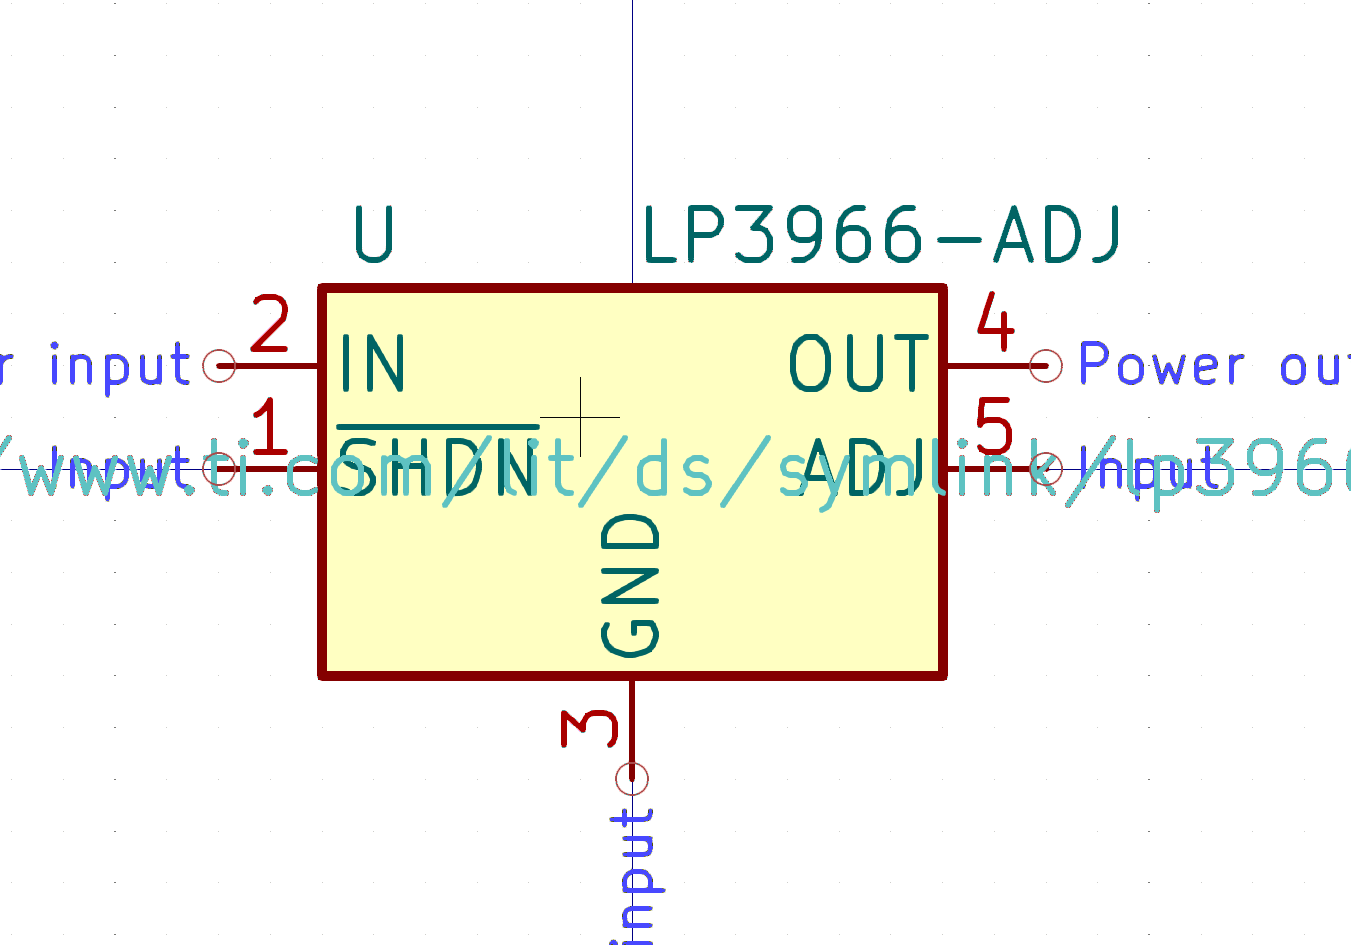 U LP3966-ADJ
2 4
r input IN OUT Power ou
1 5
Input SHDN ADJ Input
/www.ti.com/lit/ds/symlink/lp396
GND
3
input